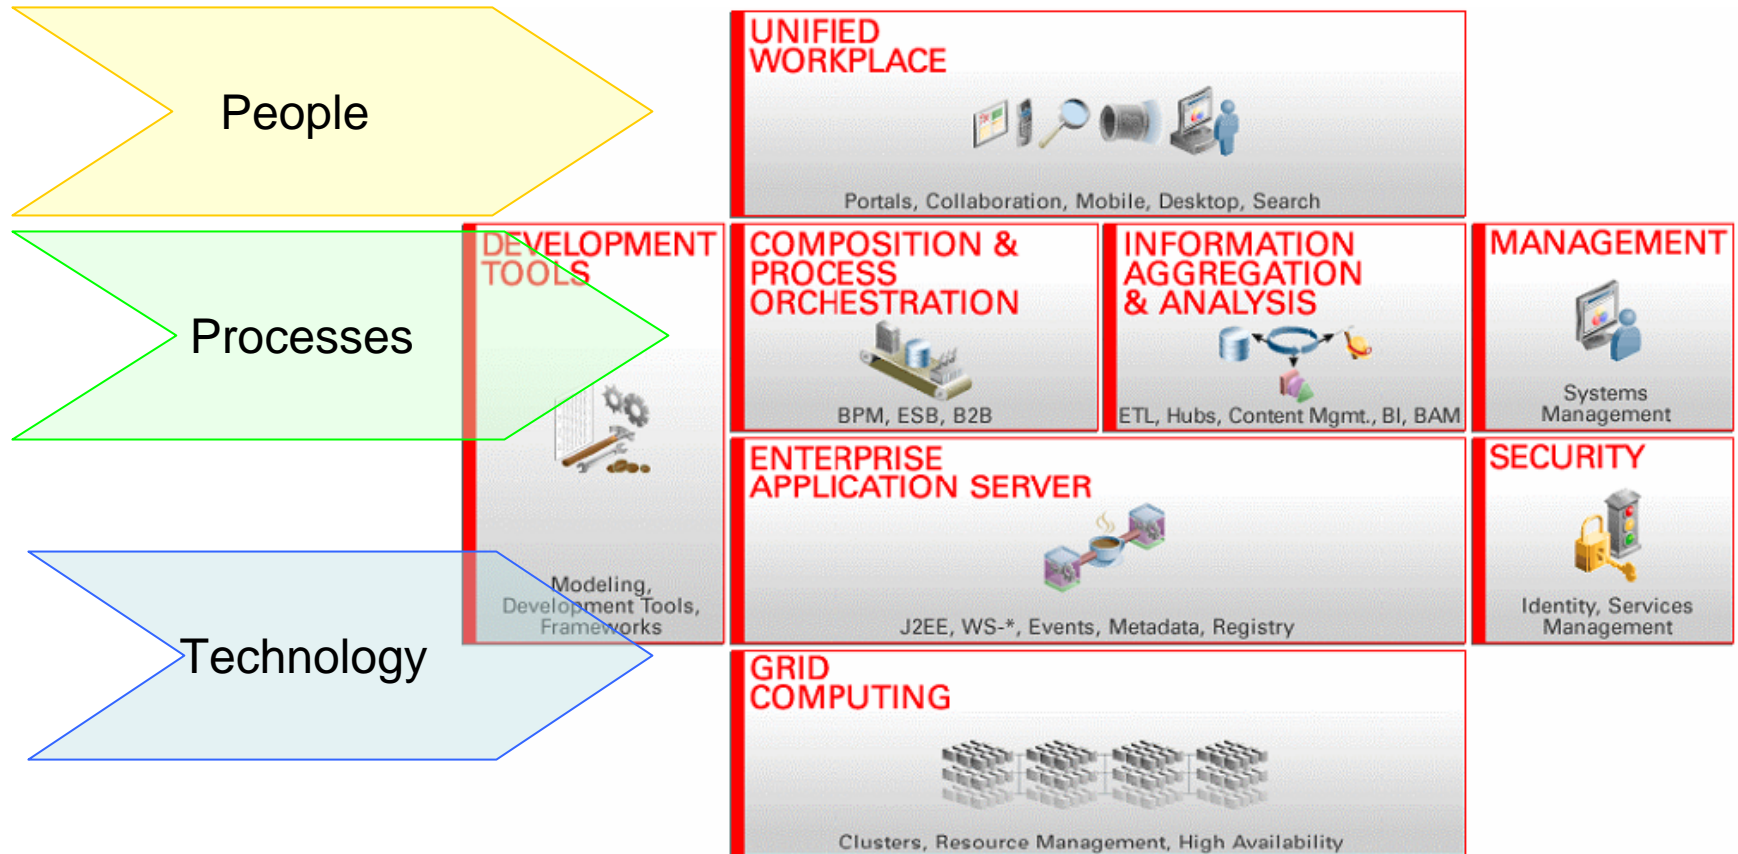 People
UNIFIED
WORKPLACE
Portals, Collaboration, Mobile, Desktop, Search
Processes
DEVELOPMENT
TOOLS
Modeling,
Development Tools,
Frameworks
COMPOSITION &
PROCESS
ORCHESTRATION
BPM, ESB, B2B
INFORMATION
AGGREGATION
& ANALYSIS
ETL, Hubs, Content Mgmt., BI, BAM
MANAGEMENT
Systems
Management
Technology
ENTERPRISE
APPLICATION SERVER
J2EE, WS-*, Events, Metadata, Registry
SECURITY
Identity, Services
Management
GRID
COMPUTING
Clusters, Resource Management, High Availability